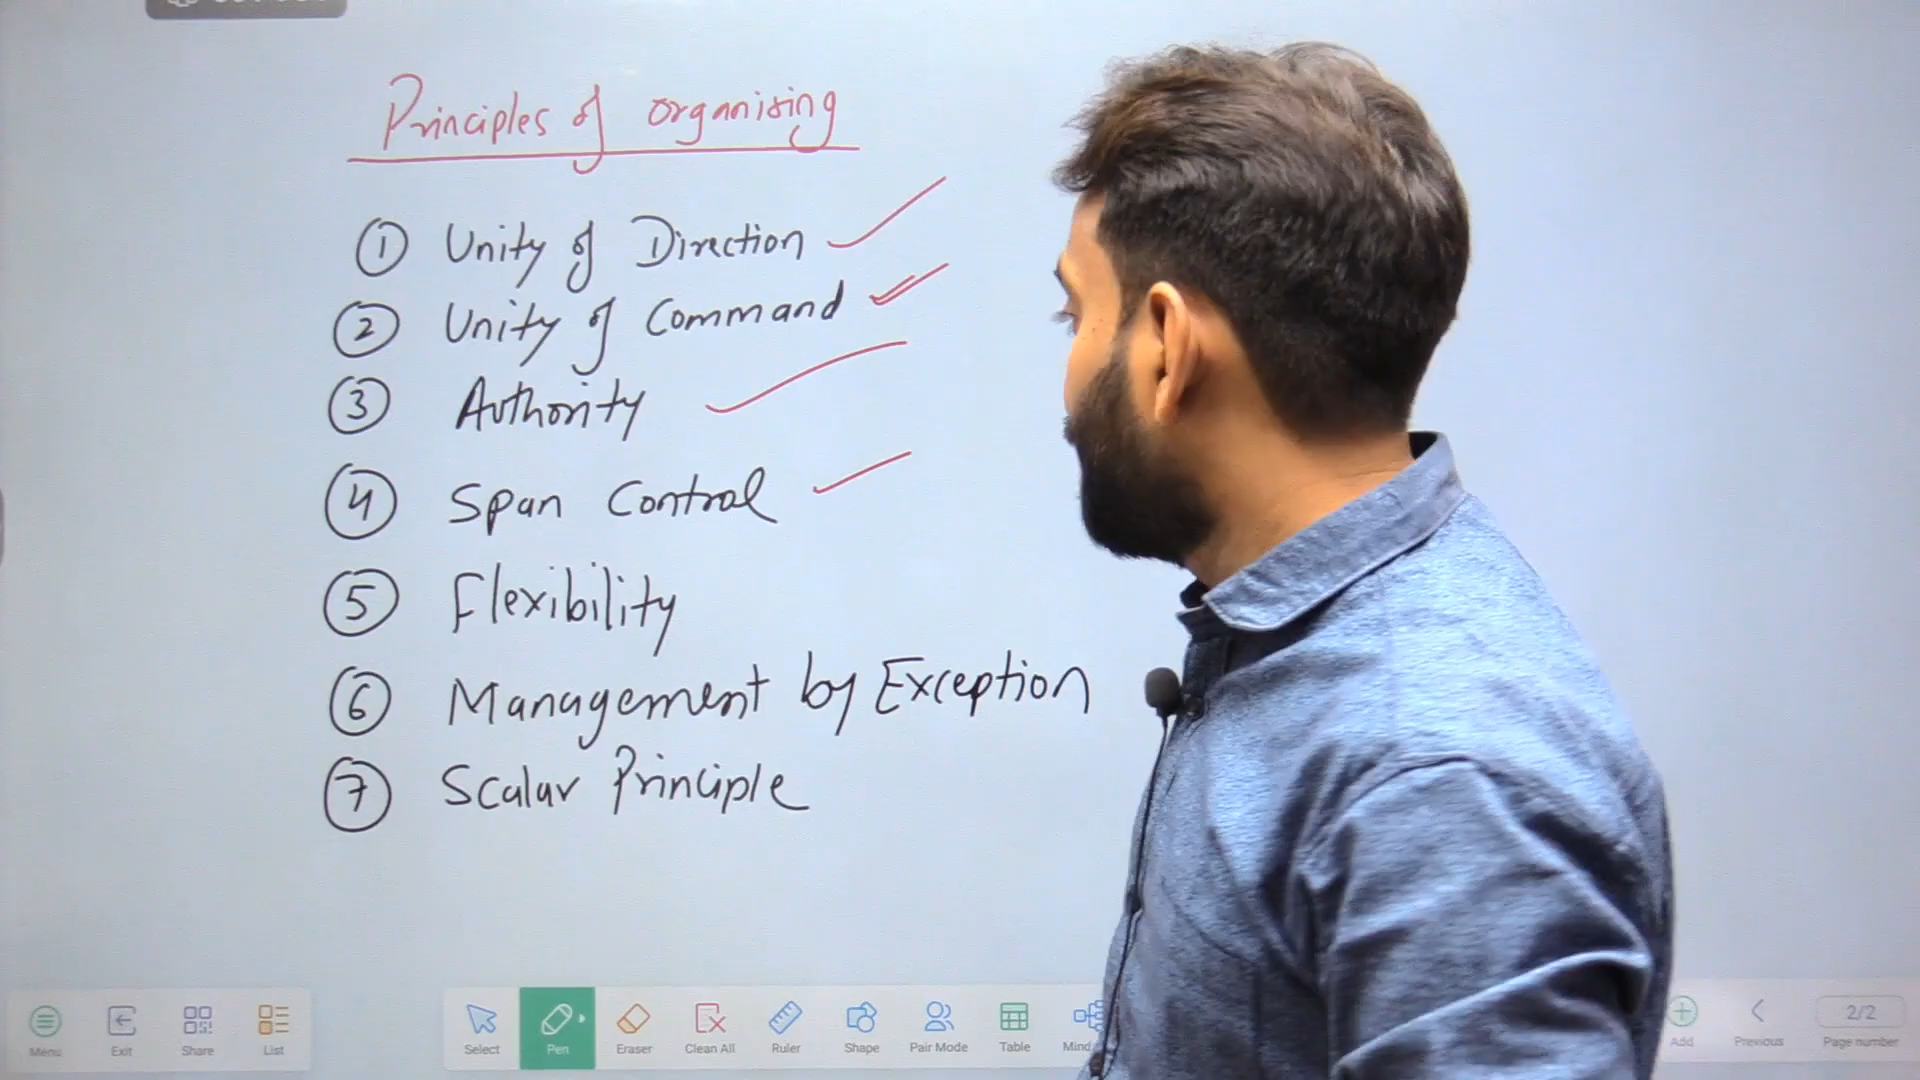 Principles of organising
1 Unity of Direction
2 Unity of Command
3 Authority
4 Span Control
5 Flexibility
6 Management by Exception
7 Scalar Principle
Menu Exit Share List Select Pen Eraser Clean All Ruler Shape Pair Mode Table Mind Add Previous 2/2 Page number